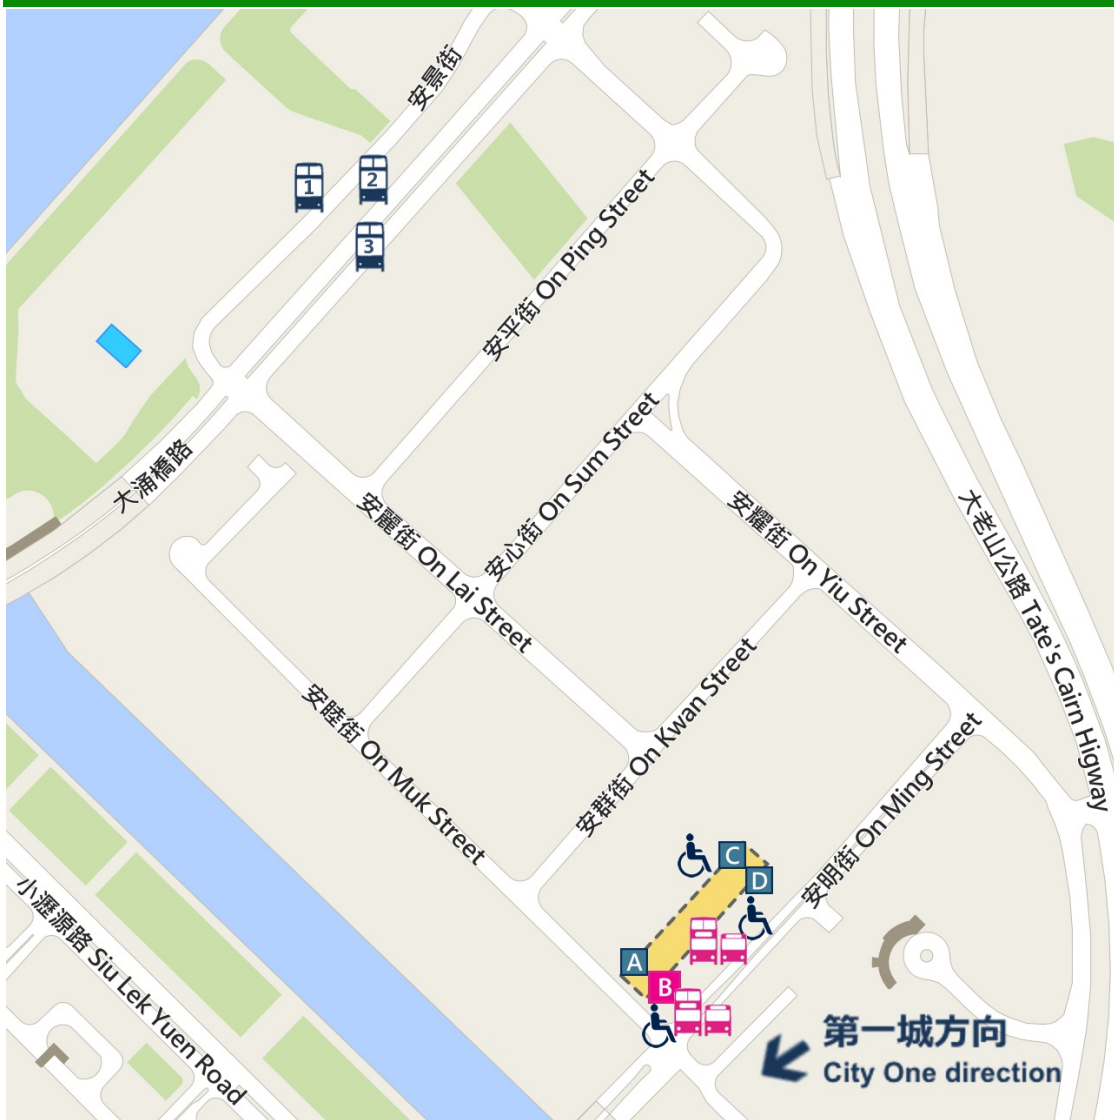 安景街
1
2
3
安平街 On Ping Street
大涌橋路
安心街 On Sum Street
安麗街 On Lai Street
安耀街 On Yiu Street
大老山公路 Tate's Cairn Higway
安睦街 On Muk Street
安群街 On Kwan Street
安明街 On Ming Street
小瀝源路 Siu Lek Yuen Road
C
D
A
B
第一城方向
City One direction